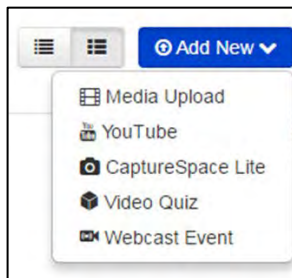 Add New
Media Upload
YouTube
CaptureSpace Lite
Video Quiz
Webcast Event